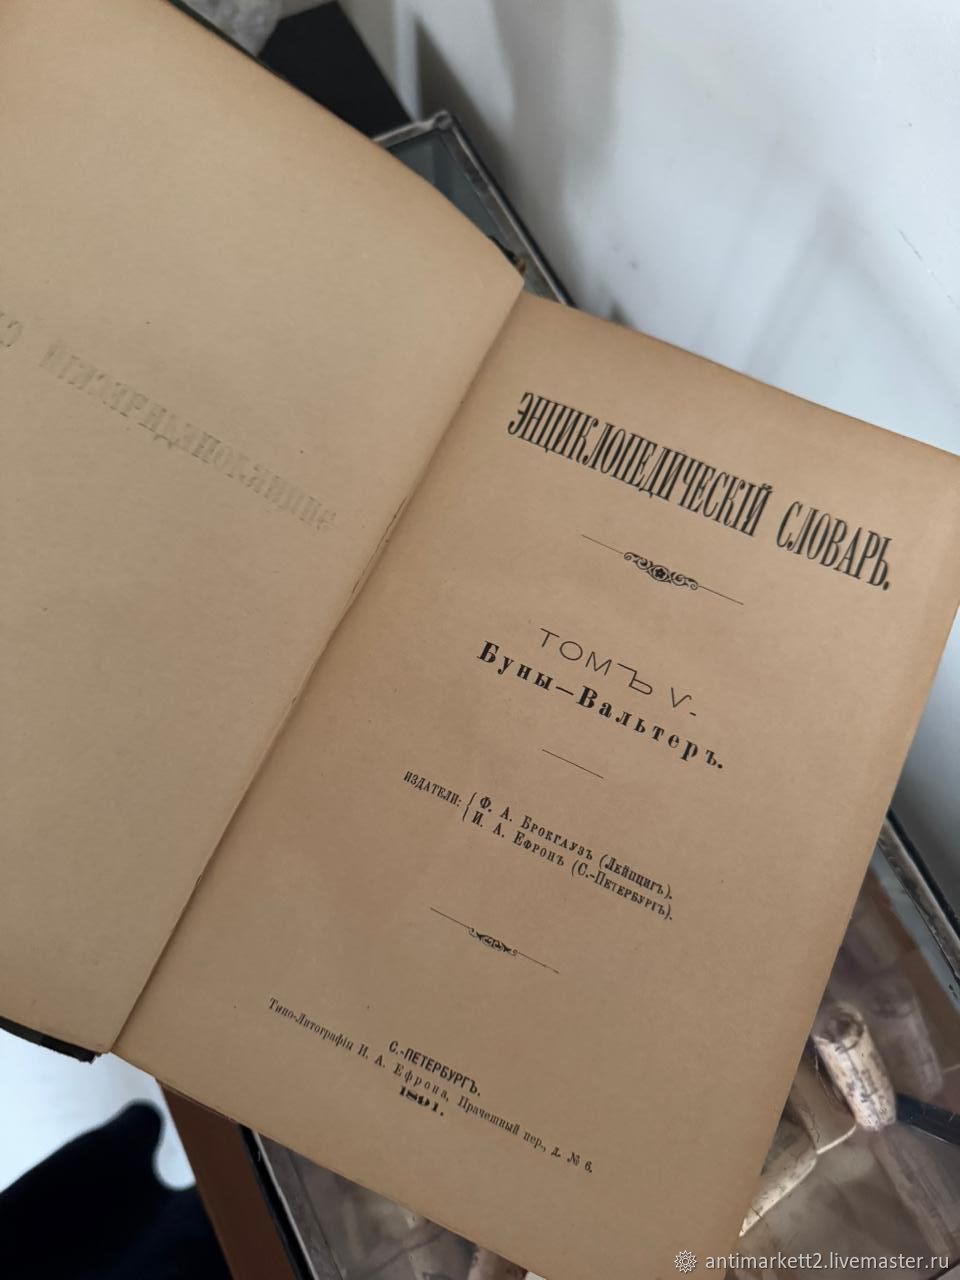 ЭНЦИКЛОПЕДИЧЕСКІЙ СЛОВАРЬ.
ТОМЪ V.
Буны—Вальтеръ.
ИЗДАТЕЛИ: { Ф. А. Брокгаузъ (Лейпцигъ).
И. А. Ефронъ (С.-Петербургъ).
С.-ПЕТЕРБУРГЪ.
Типо-Литографія И. А. Ефрона, Прачешный пер., д. № 6.
1891.
antimarkett2.livemaster.ru